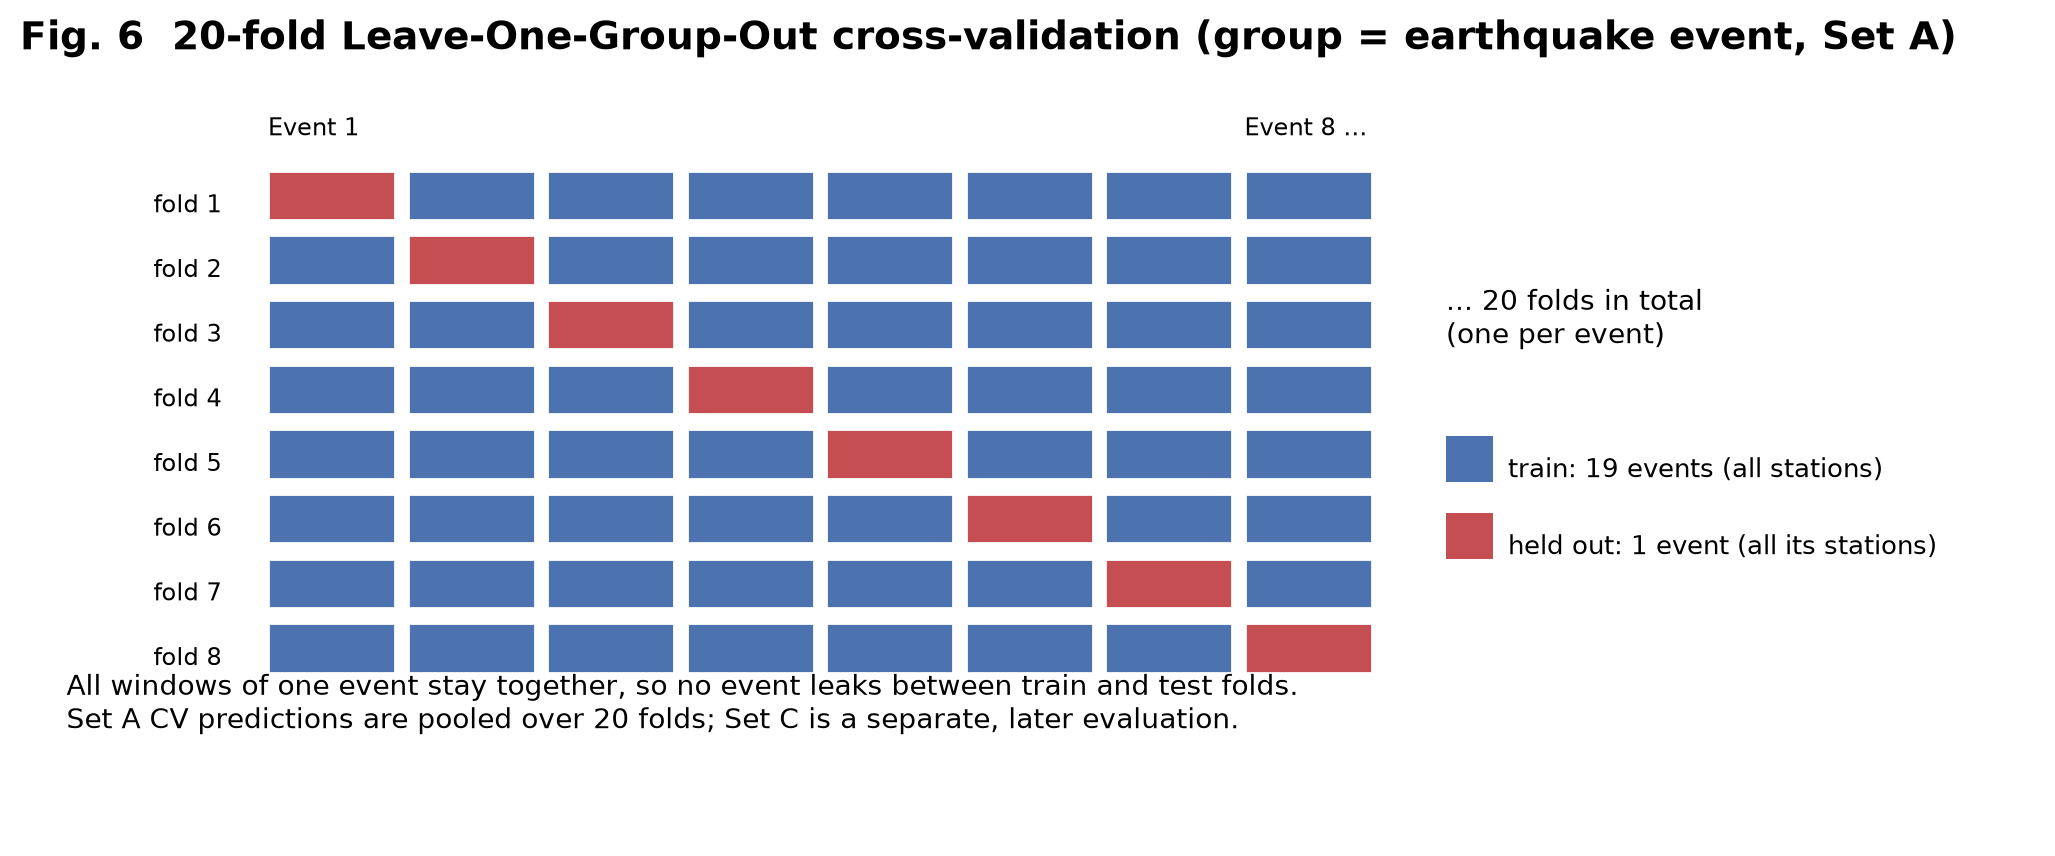 Fig. 6  20-fold Leave-One-Group-Out cross-validation (group = earthquake event, Set A)
Event 1
Event 8 ...
fold 1
fold 2
fold 3
fold 4
fold 5
fold 6
fold 7
fold 8
... 20 folds in total
(one per event)
train: 19 events (all stations)
held out: 1 event (all its stations)
All windows of one event stay together, so no event leaks between train and test folds.
Set A CV predictions are pooled over 20 folds; Set C is a separate, later evaluation.